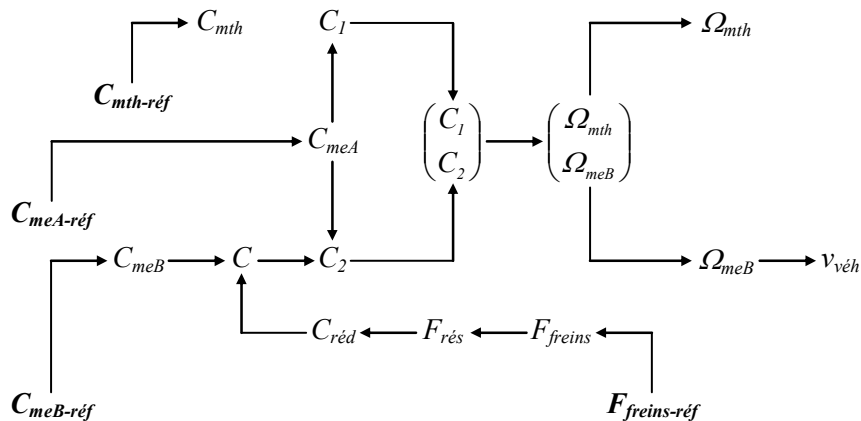 C_mth C_1 Ω_mth
C_mth-réf
C_meA (C_1 C_2) (Ω_mth Ω_meB)
C_meA-réf
C_meB C C_2 Ω_meB v_véh
C_réd F_rés F_freins
C_meB-réf F_freins-réf